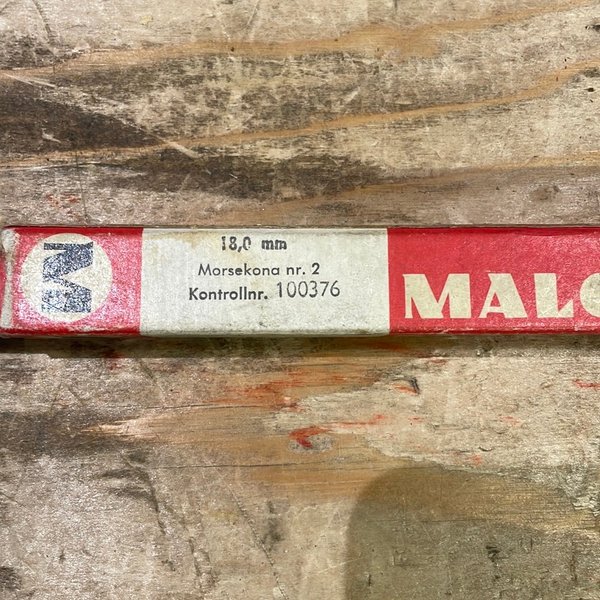 M
18,0 mm
Morsekona nr. 2
Kontrollnr. 100376
MALC